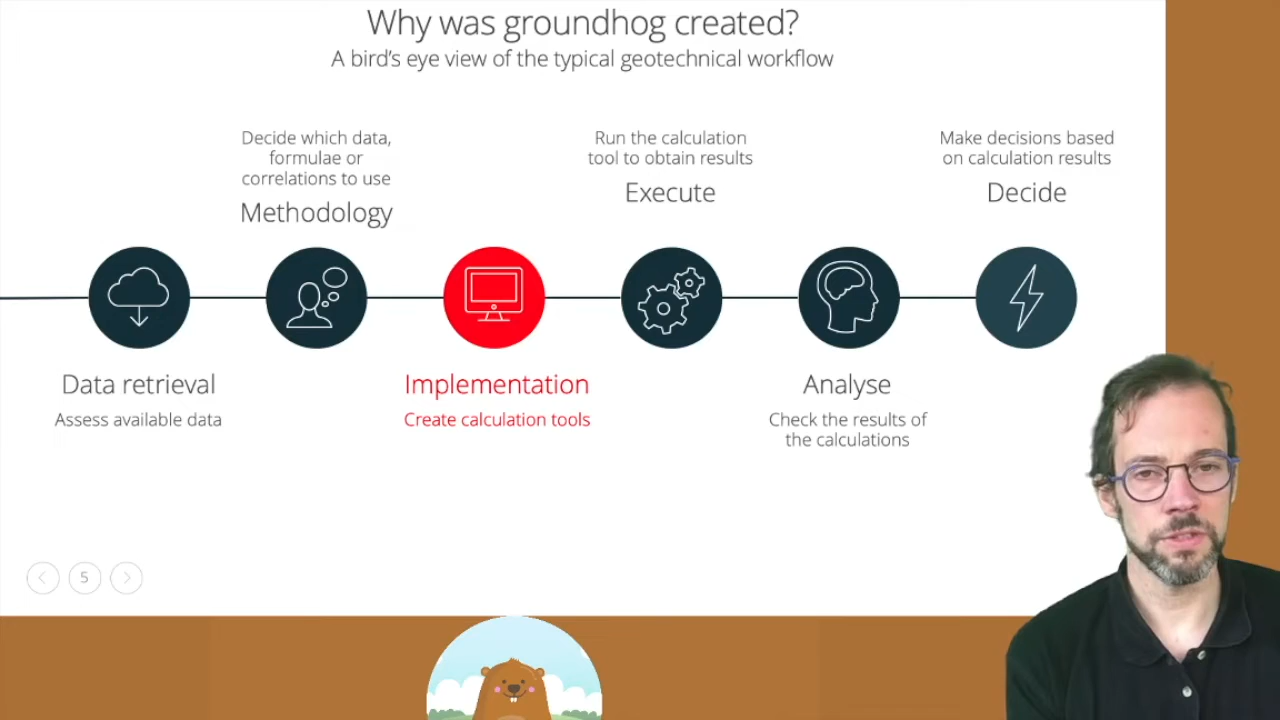 Why was groundhog created?
A bird's eye view of the typical geotechnical workflow
Decide which data,
formulae or
correlations to use
Methodology
Run the calculation
tool to obtain results
Execute
Make decisions based
on calculation results
Decide
Data retrieval
Assess available data
Implementation
Create calculation tools
Analyse
Check the results of
the calculations
5